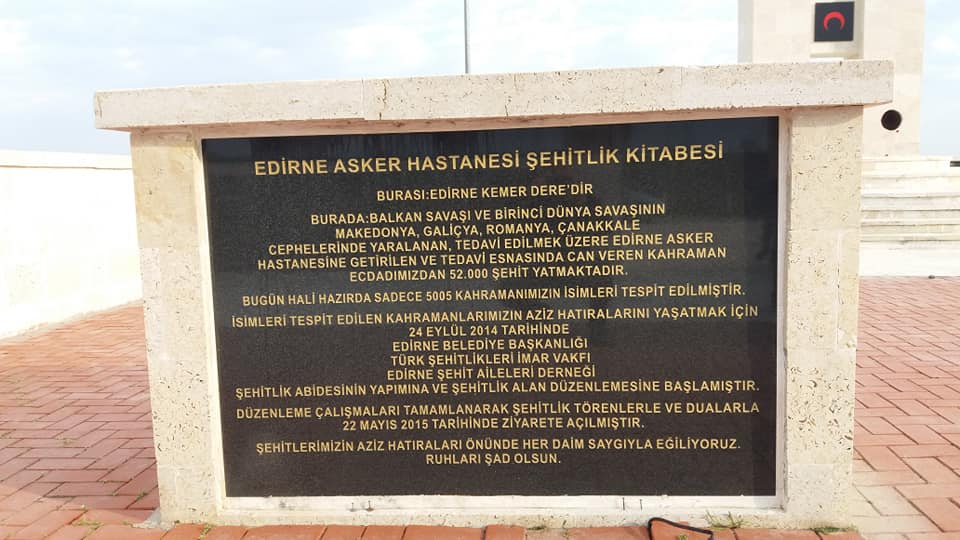 EDİRNE ASKER HASTANESİ ŞEHİTLİK KİTABESİ
BURASI:EDİRNE KEMER DERE'DİR
BURADA:BALKAN SAVAŞI VE BİRİNCİ DÜNYA SAVAŞININ
MAKEDONYA, GALİÇYA, ROMANYA, ÇANAKKALE
CEPHELERİNDE YARALANAN, TEDAVİ EDİLMEK ÜZERE EDİRNE ASKER
HASTANESİNE GETİRİLEN VE TEDAVİ ESNASINDA CAN VEREN KAHRAMAN
ECDADIMIZDAN 52.000 ŞEHİT YATMAKTADIR.
BUGÜN HALİ HAZIRDA SADECE 5005 KAHRAMANIMIZIN İSİMLERİ TESPİT EDİLMİŞTİR.
İSİMLERİ TESPİT EDİLEN KAHRAMANLARIMIZIN AZİZ HATIRALARINI YAŞATMAK İÇİN
24 EYLÜL 2014 TARİHİNDE
EDİRNE BELEDİYE BAŞKANLIĞI
TÜRK ŞEHİTLİKLERİ İMAR VAKFI
EDİRNE ŞEHİT AİLELERİ DERNEĞİ
ŞEHİTLİK ABİDESİNİN YAPIMINA VE ŞEHİTLİK ALAN DÜZENLEMESİNE BAŞLAMIŞTIR.
DÜZENLEME ÇALIŞMALARI TAMAMLANARAK ŞEHİTLİK TÖRENLERLE VE DUALARLA
22 MAYIS 2015 TARİHİNDE ZİYARETE AÇILMIŞTIR.
ŞEHİTLERİMİZİN AZİZ HATIRALARI ÖNÜNDE HER DAİM SAYGIYLA EĞİLİYORUZ.
RUHLARI ŞAD OLSUN.